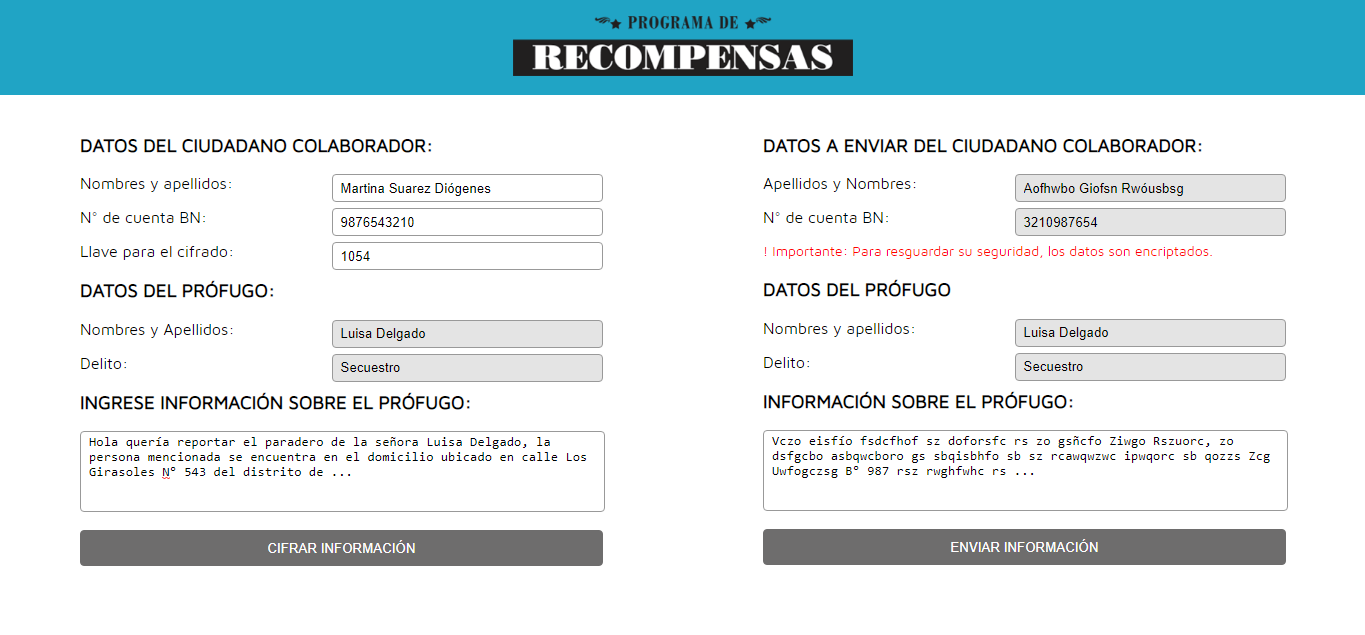 PROGRAMA DE
RECOMPENSAS
DATOS DEL CIUDADANO COLABORADOR:
Nombres y apellidos:
Martina Suarez Diógenes
N° de cuenta BN:
9876543210
Llave para el cifrado:
1054
DATOS DEL PRÓFUGO:
Nombres y Apellidos:
Luisa Delgado
Delito:
Secuestro
INGRESE INFORMACIÓN SOBRE EL PRÓFUGO:
Hola quería reportar el paradero de la señora Luisa Delgado, la
persona mencionada se encuentra en el domicilio ubicado en calle Los
Girasoles N° 543 del distrito de ...
CIFRAR INFORMACIÓN
DATOS A ENVIAR DEL CIUDADANO COLABORADOR:
Apellidos y Nombres:
Aofhwbo Giofsn Rwóusbsg
N° de cuenta BN:
3210987654
! Importante: Para resguardar su seguridad, los datos son encriptados.
DATOS DEL PRÓFUGO
Nombres y apellidos:
Luisa Delgado
Delito:
Secuestro
INFORMACIÓN SOBRE EL PRÓFUGO:
Vczo eisfío fsdcfhof sz doforsfc rs zo gsñcfo Ziwgo Rszuorc, zo
dsfgcbo asbqwcboro gs sbqisbhfo sb sz rcawqwzwc ipwqorc sb qozzs Zcg
Uwfogczsg B° 987 rsz rwghfwhc rs ...
ENVIAR INFORMACIÓN